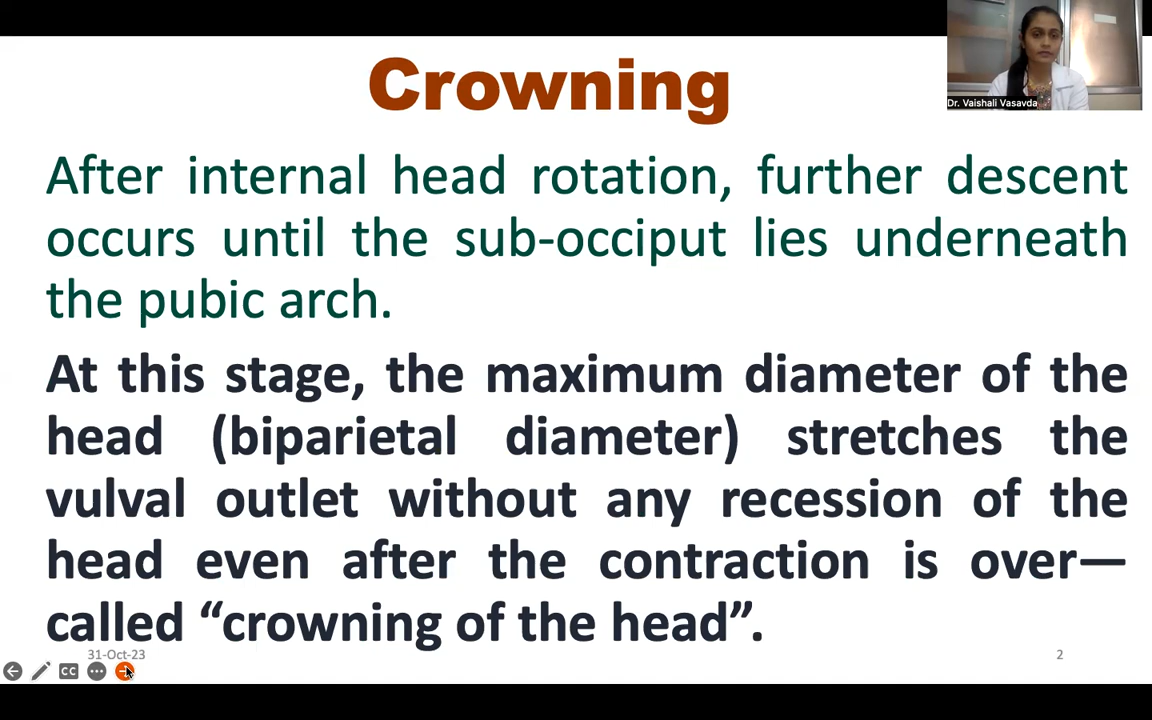 Crowning
Dr. Vaishali Vasavda
After internal head rotation, further descent
occurs until the sub-occiput lies underneath
the pubic arch.
At this stage, the maximum diameter of the
head (biparietal diameter) stretches the
vulval outlet without any recession of the
head even after the contraction is over—
called “crowning of the head”.
31-Oct-23
2
CC